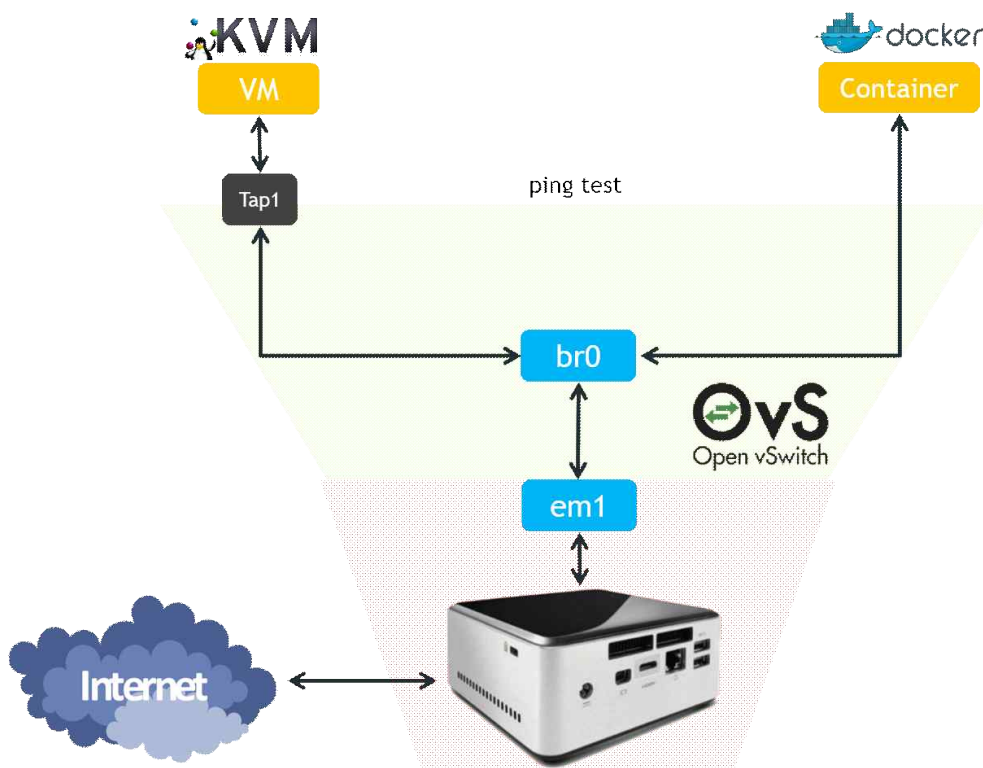 KVM
docker
VM
Container
Tap1
ping test
br0
OvS
Open vSwitch
em1
Internet